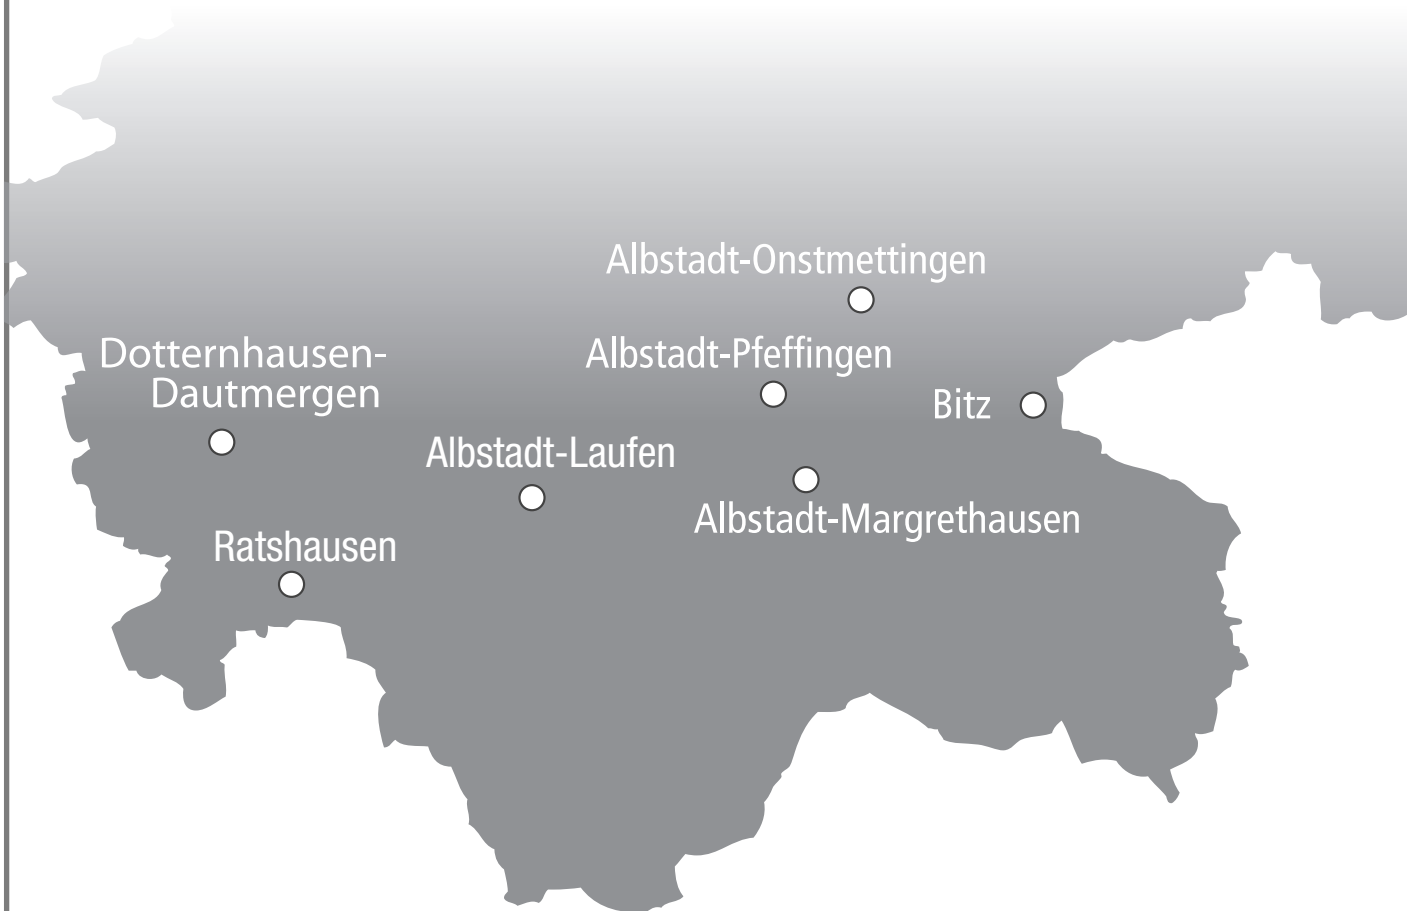 Albstadt-Onstmettingen
Dotternhausen-
Dautmergen
Albstadt-Pfeffingen
Bitz
Albstadt-Laufen
Albstadt-Margrethausen
Ratshausen